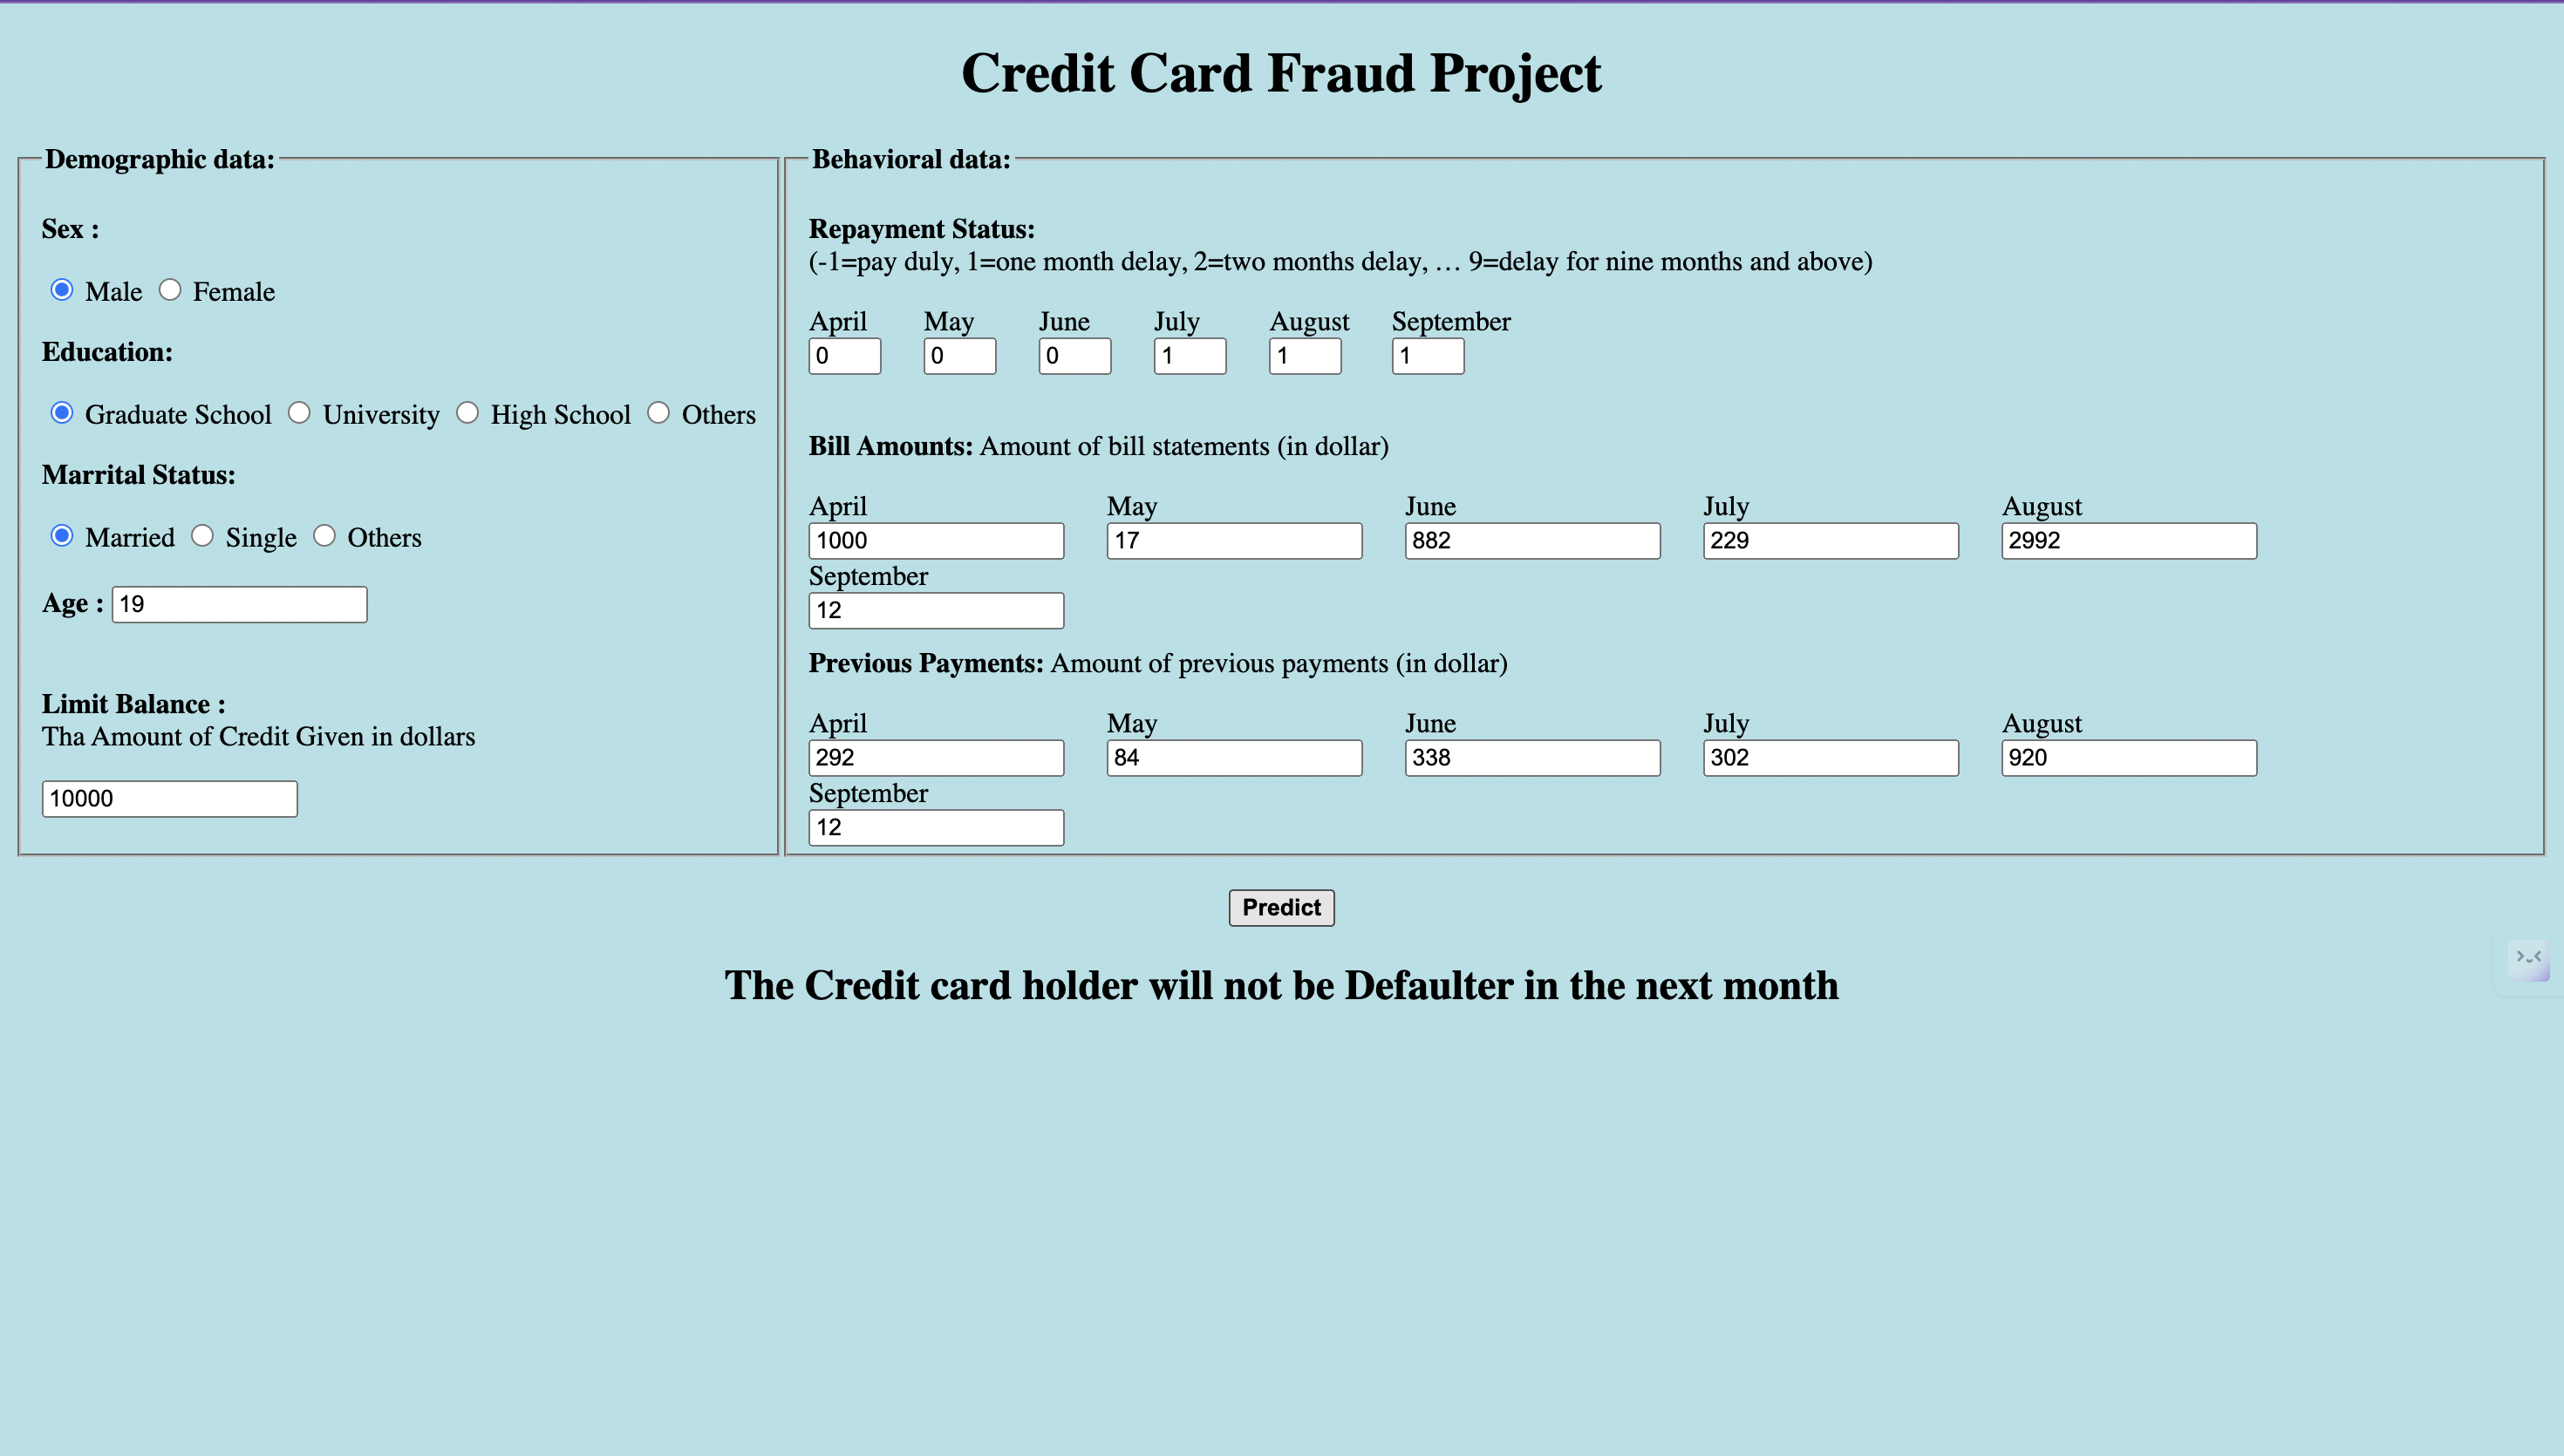 Credit Card Fraud Project
Demographic data:
Sex :
Male Female
Education:
Graduate School University High School Others
Marrital Status:
Married Single Others
Age : 19
Limit Balance :
Tha Amount of Credit Given in dollars
10000
Behavioral data:
Repayment Status:
(-1=pay duly, 1=one month delay, 2=two months delay, … 9=delay for nine months and above)
April May June July August September
0 0 0 1 1 1
Bill Amounts: Amount of bill statements (in dollar)
April May June July August
1000 17 882 229 2992
September
12
Previous Payments: Amount of previous payments (in dollar)
April May June July August
292 84 338 302 920
September
12
Predict
The Credit card holder will not be Defaulter in the next month